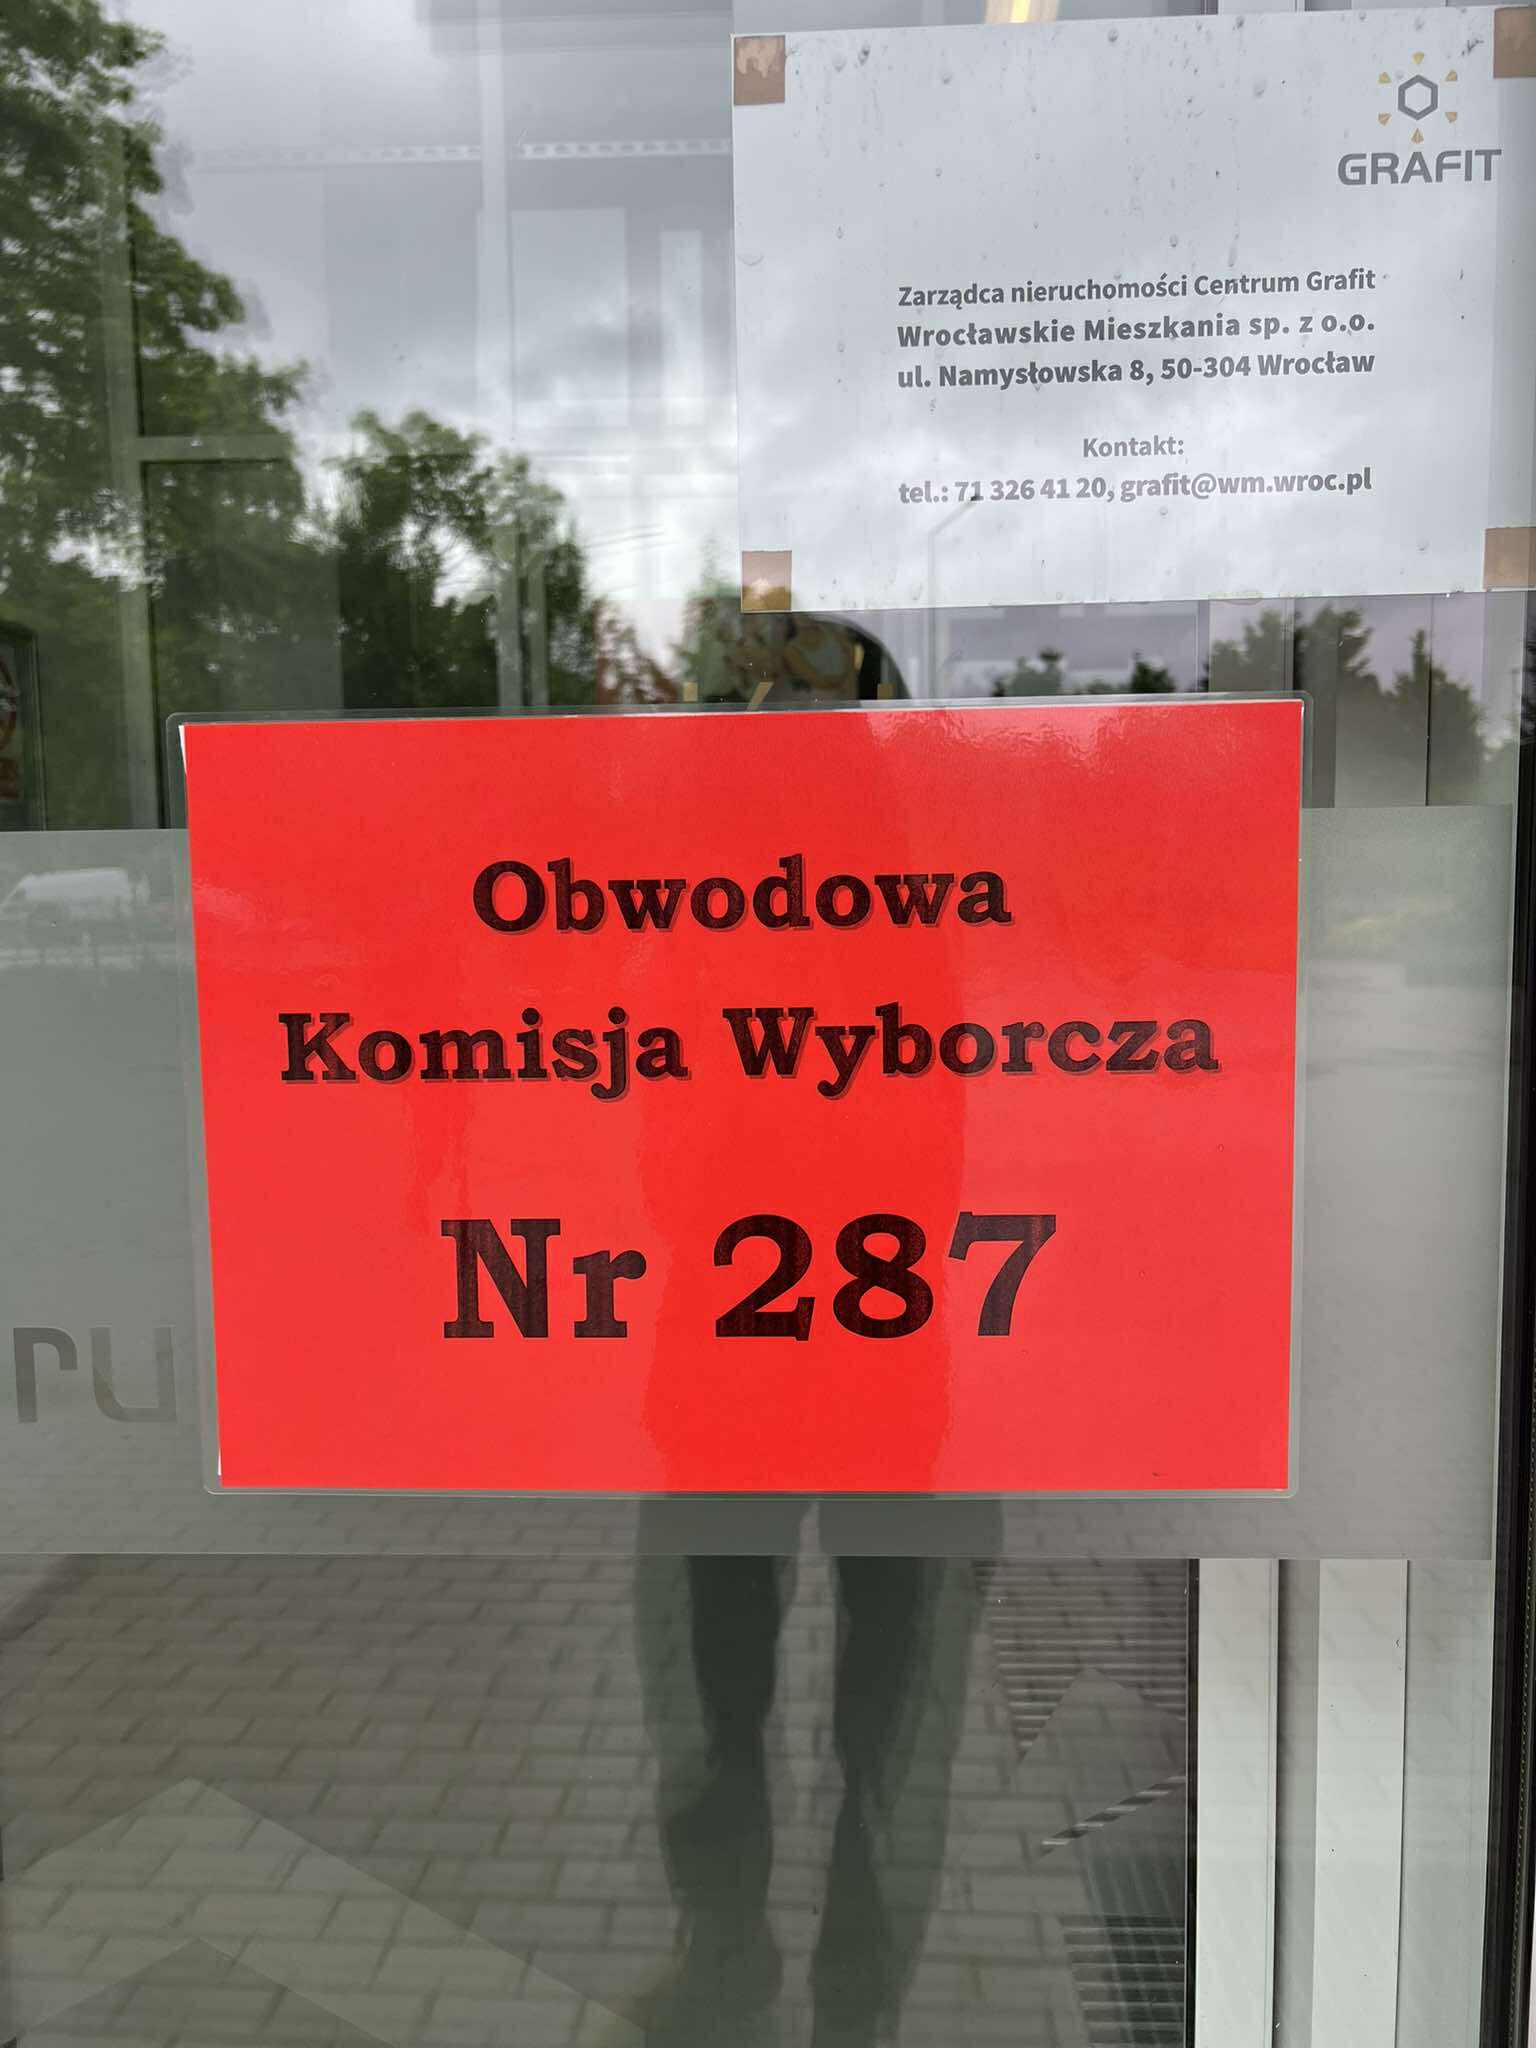 GRAFIT
Zarządca nieruchomości Centrum Grafit
Wrocławskie Mieszkania sp. z o.o.
ul. Namysłowska 8, 50-304 Wrocław
Kontakt:
tel.: 71 326 41 20, grafit@wm.wroc.pl
Obwodowa
Komisja Wyborcza
Nr 287
ru